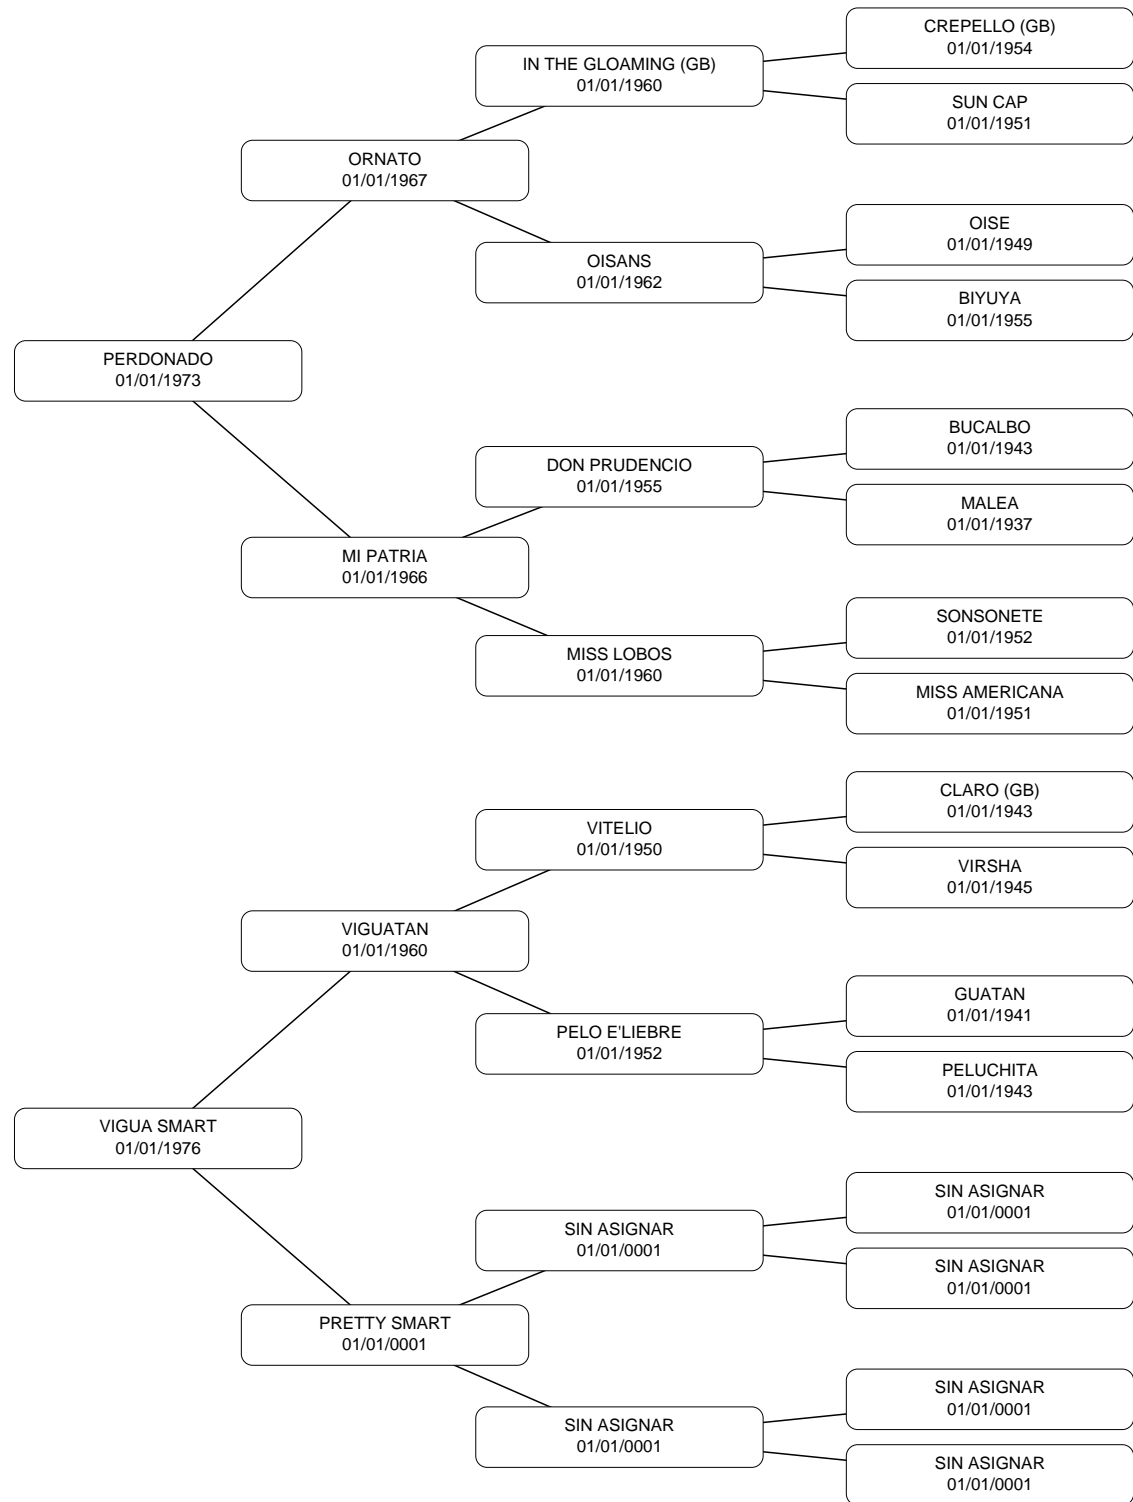 CREPELLO (GB)
01/01/1954
IN THE GLOAMING (GB)
01/01/1960
SUN CAP
01/01/1951
ORNATO
01/01/1967
OISE
01/01/1949
OISANS
01/01/1962
BIYUYA
01/01/1955
PERDONADO
01/01/1973
BUCALBO
01/01/1943
DON PRUDENCIO
01/01/1955
MALEA
01/01/1937
MI PATRIA
01/01/1966
SONSONETE
01/01/1952
MISS LOBOS
01/01/1960
MISS AMERICANA
01/01/1951
CLARO (GB)
01/01/1943
VITELIO
01/01/1950
VIRSHA
01/01/1945
VIGUATAN
01/01/1960
GUATAN
01/01/1941
PELO E'LIEBRE
01/01/1952
PELUCHITA
01/01/1943
VIGUA SMART
01/01/1976
SIN ASIGNAR
01/01/0001
SIN ASIGNAR
01/01/0001
SIN ASIGNAR
01/01/0001
PRETTY SMART
01/01/0001
SIN ASIGNAR
01/01/0001
SIN ASIGNAR
01/01/0001
SIN ASIGNAR
01/01/0001